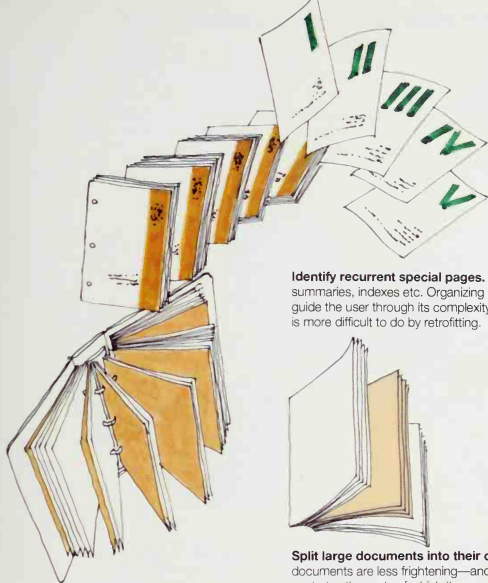 I
II
III
IV
V
Identify recurrent special pages.
summaries, indexes etc. Organizing
guide the user through its complexity
is more difficult to do by retrofitting.
Split large documents into their
documents are less frightening—and